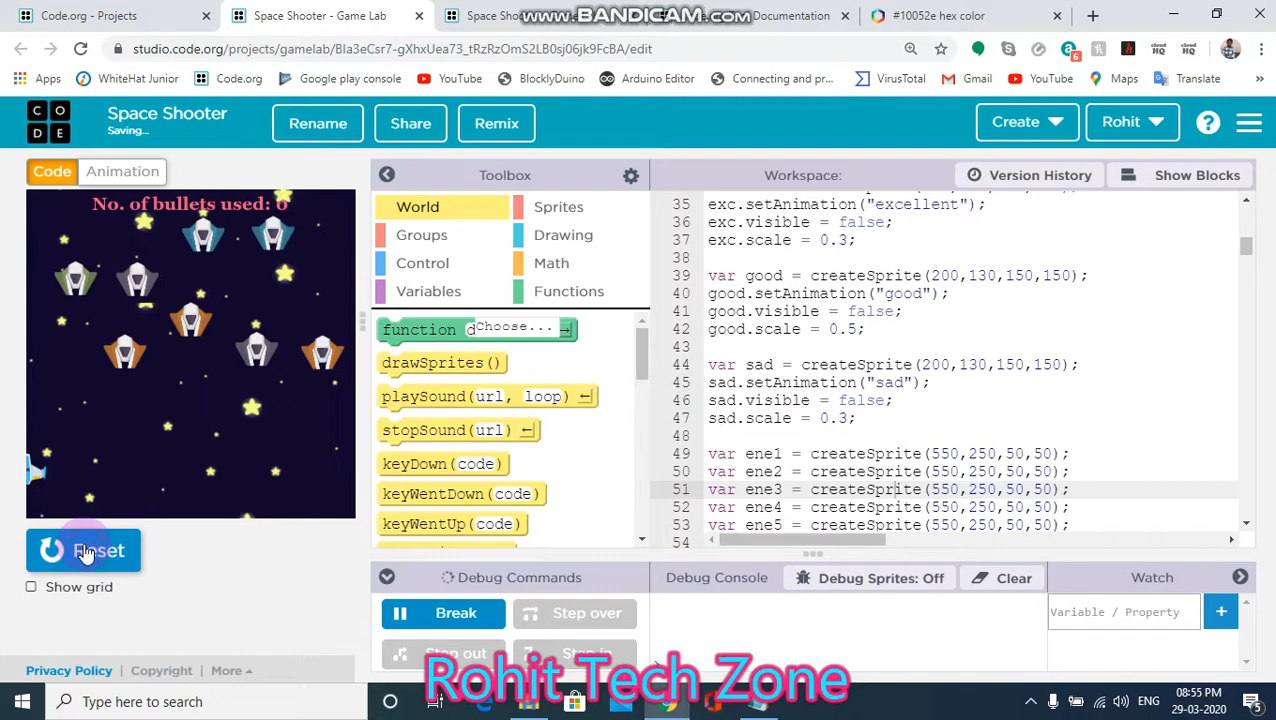 Code.org - Projects
Space Shooter - Game Lab
www.BANDICAM.com
Documentation
#10052e hex color
studio.code.org/projects/gamelab/Bla3eCsr7-gXhxUea73_tRzRzOmS2LB0sj06jk9FcBA/edit
Apps
WhiteHat Junior
Code.org
Google play console
YouTube
BlocklyDuino
Arduino Editor
Connecting and pr...
VirusTotal
Gmail
YouTube
Maps
Translate
CODE
Space Shooter
Saving...
Rename
Share
Remix
Create
Rohit
Code
Animation
Toolbox
Workspace:
Version History
Show Blocks
No. of bullets used: 0
World
Sprites
Groups
Drawing
Control
Math
Variables
Functions
function d Choose...
drawSprites()
playSound(url, loop)
stopSound(url)
keyDown(code)
keyWentDown(code)
keyWentUp(code)
35 exc.setAnimation("excellent");
36 exc.visible = false;
37 exc.scale = 0.3;
38
39 var good = createSprite(200,130,150,150);
40 good.setAnimation("good");
41 good.visible = false;
42 good.scale = 0.5;
43
44 var sad = createSprite(200,130,150,150);
45 sad.setAnimation("sad");
46 sad.visible = false;
47 sad.scale = 0.3;
48
49 var ene1 = createSprite(550,250,50,50);
50 var ene2 = createSprite(550,250,50,50);
51 var ene3 = createSprite(550,250,50,50);
52 var ene4 = createSprite(550,250,50,50);
53 var ene5 = createSprite(550,250,50,50);
54
Reset
Show grid
Debug Commands
Debug Console
Debug Sprites: Off
Clear
Watch
Break
Step over
Step out
Step in
Variable / Property
Privacy Policy
Copyright
More
Rohit Tech Zone
Type here to search
ENG
08:55 PM
29-03-2020